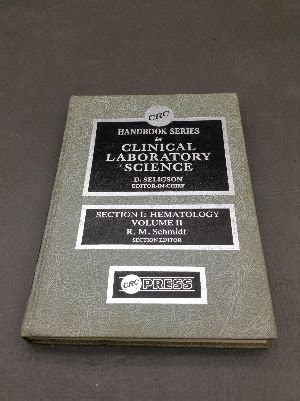 CRC
HANDBOOK SERIES
in
CLINICAL
LABORATORY
SCIENCE
D. SELIGSON
EDITOR-IN-CHIEF
SECTION I: HEMATOLOGY
VOLUME II
R. M. Schmidt
SECTION EDITOR
CRC PRESS